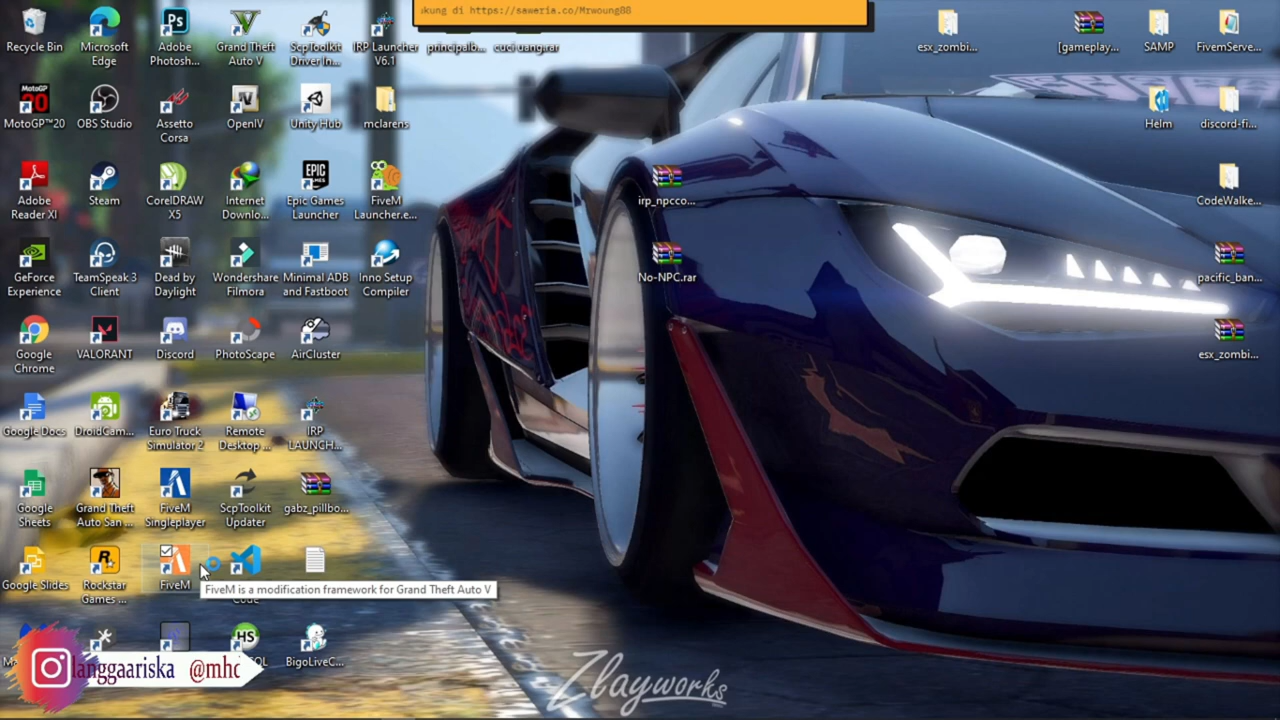 kung di https://saweria.co/Mrwoung88
Recycle Bin
Microsoft
Edge
Adobe
Photosh...
Grand Theft
Auto V
ScpToolkit
Driver In...
IRP Launcher
V6.1
principalb...
cuci uang.rar
esx_zombi...
[gameplay...
SAMP
FivemServe...
MotoGP™20
OBS Studio
Assetto
Corsa
OpenIV
Unity Hub
mclarens
Helm
discord-fi...
Adobe
Reader XI
Steam
CorelDRAW
X5
Internet
Downlo...
Epic Games
Launcher
FiveM
Launcher.e...
irp_npcco...
CodeWalke...
GeForce
Experience
TeamSpeak 3
Client
Dead by
Daylight
Wondershare
Filmora
Minimal ADB
and Fastboot
Inno Setup
Compiler
No-NPC.rar
pacific_ban...
Google
Chrome
VALORANT
Discord
PhotoScape
AirCluster
esx_zombi...
Google Docs
DroidCam...
Euro Truck
Simulator 2
Remote
Desktop ...
IRP
LAUNCH...
Google
Sheets
Grand Theft
Auto San ...
FiveM
Singleplayer
ScpToolkit
Updater
gabz_pillbo...
Google Slides
Rockstar
Games ...
FiveM
Code
FiveM is a modification framework for Grand Theft Auto V
BigoLiveC...
langgaariska @mhc
Zlayworks